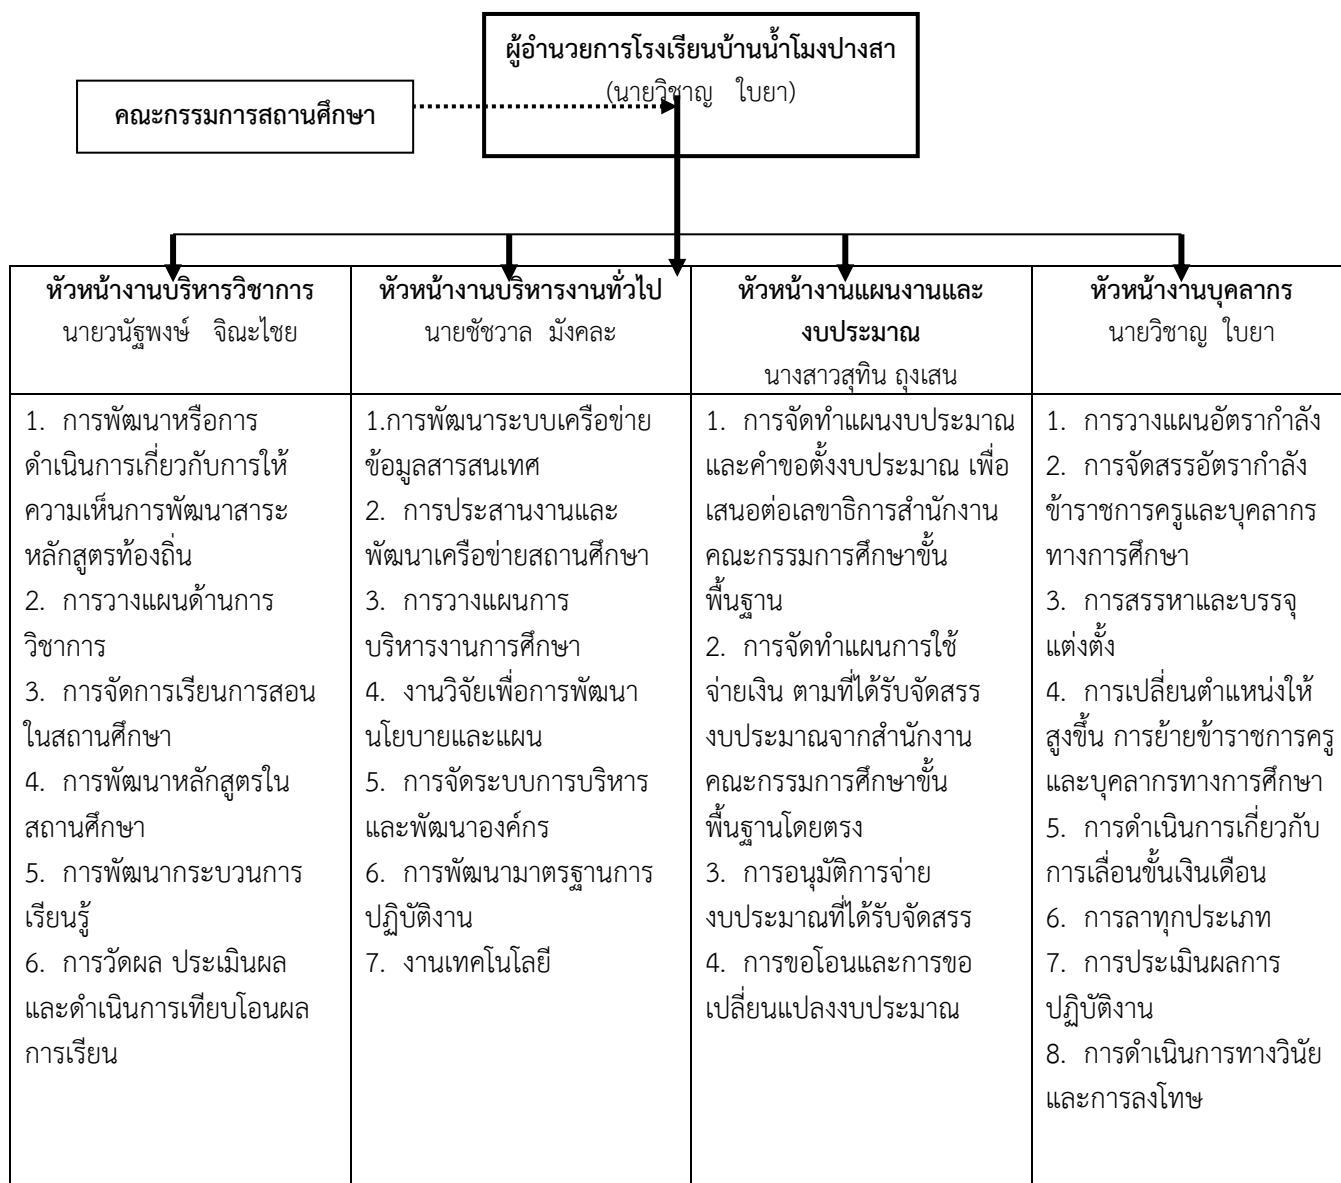 ผู้อำนวยการโรงเรียนบ้านน้ำโมงปางสา
(นายวิชาญ ใบยา)
คณะกรรมการสถานศึกษา
หัวหน้างานบริหารวิชาการ
นายวนัฐพงษ์ จิณะไชย
หัวหน้างานบริหารงานทั่วไป
นายชัชวาล มังคละ
หัวหน้างานแผนงานและ
งบประมาณ
นางสาวสุทิน ถุงเสน
หัวหน้างานบุคลากร
นายวิชาญ ใบยา
1. การพัฒนาหรือการ
ดำเนินการเกี่ยวกับการให้
ความเห็นการพัฒนาสาระ
หลักสูตรท้องถิ่น
2. การวางแผนด้านการ
วิชาการ
3. การจัดการเรียนการสอน
ในสถานศึกษา
4. การพัฒนาหลักสูตรใน
สถานศึกษา
5. การพัฒนากระบวนการ
เรียนรู้
6. การวัดผล ประเมินผล
และดำเนินการเทียบโอนผล
การเรียน
1.การพัฒนาระบบเครือข่าย
ข้อมูลสารสนเทศ
2. การประสานงานและ
พัฒนาเครือข่ายสถานศึกษา
3. การวางแผนการ
บริหารงานการศึกษา
4. งานวิจัยเพื่อการพัฒนา
นโยบายและแผน
5. การจัดระบบการบริหาร
และพัฒนาองค์กร
6. การพัฒนามาตรฐานการ
ปฏิบัติงาน
7. งานเทคโนโลยี
1. การจัดทำแผนงบประมาณ
และคำขอตั้งงบประมาณ เพื่อ
เสนอต่อเลขาธิการสำนักงาน
คณะกรรมการศึกษาขั้น
พื้นฐาน
2. การจัดทำแผนการใช้
จ่ายเงิน ตามที่ได้รับจัดสรร
งบประมาณจากสำนักงาน
คณะกรรมการศึกษาขั้น
พื้นฐานโดยตรง
3. การอนุมัติการจ่าย
งบประมาณที่ได้รับจัดสรร
4. การขอโอนและการขอ
เปลี่ยนแปลงงบประมาณ
1. การวางแผนอัตรากำลัง
2. การจัดสรรอัตรากำลัง
ข้าราชการครูและบุคลากร
ทางการศึกษา
3. การสรรหาและบรรจุ
แต่งตั้ง
4. การเปลี่ยนตำแหน่งให้
สูงขึ้น การย้ายข้าราชการครู
และบุคลากรทางการศึกษา
5. การดำเนินการเกี่ยวกับ
การเลื่อนขั้นเงินเดือน
6. การลาทุกประเภท
7. การประเมินผลการ
ปฏิบัติงาน
8. การดำเนินการทางวินัย
และการลงโทษ